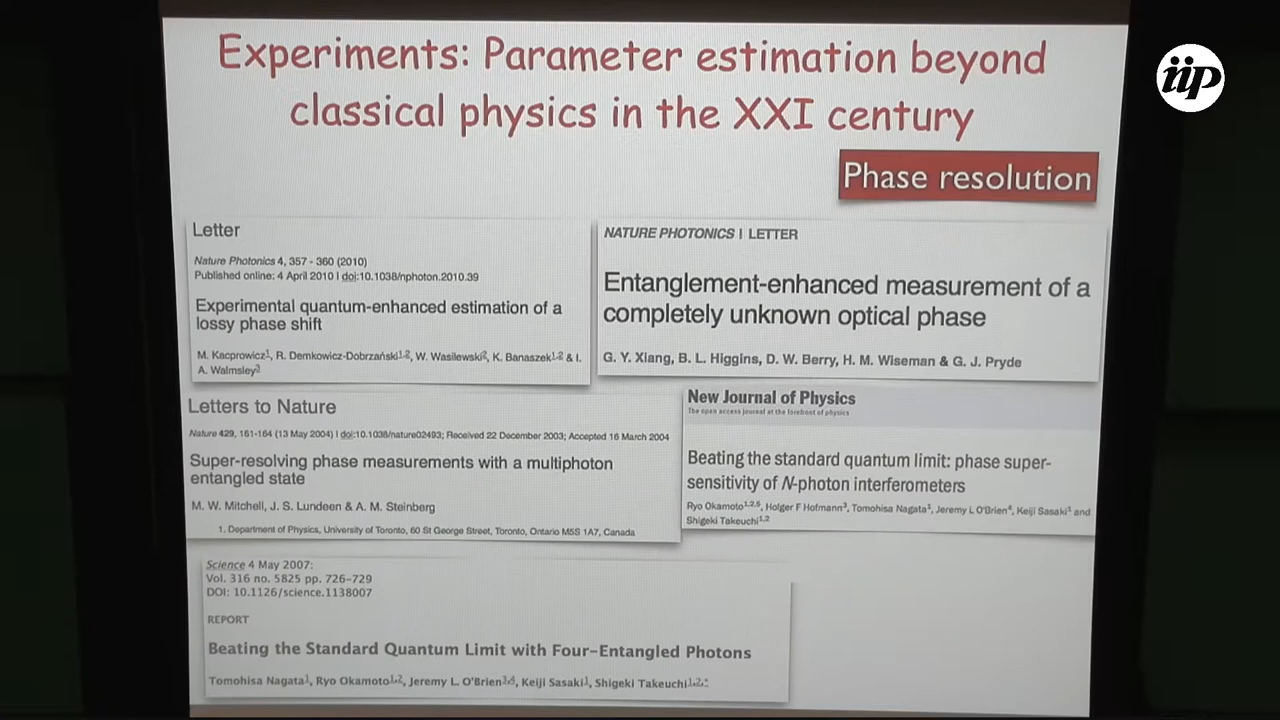 Experiments: Parameter estimation beyond
classical physics in the XXI century
iip
Phase resolution
Letter
Nature Photonics 4, 357 - 360 (2010)
Published online: 4 April 2010 | doi:10.1038/nphoton.2010.39
Experimental quantum-enhanced estimation of a
lossy phase shift
M. Kacprowicz1, R. Demkowicz-Dobrzański1,2, W. Wasilewski2, K. Banaszek1,2 & I.
A. Walmsley3
NATURE PHOTONICS | LETTER
Entanglement-enhanced measurement of a
completely unknown optical phase
G. Y. Xiang, B. L. Higgins, D. W. Berry, H. M. Wiseman & G. J. Pryde
Letters to Nature
Nature 429, 161-164 (13 May 2004) | doi:10.1038/nature02493; Received 22 December 2003; Accepted 16 March 2004
Super-resolving phase measurements with a multiphoton
entangled state
M. W. Mitchell, J. S. Lundeen & A. M. Steinberg
1. Department of Physics, University of Toronto, 60 St George Street, Toronto, Ontario M5S 1A7, Canada
New Journal of Physics
The open access journal at the forefront of physics
Beating the standard quantum limit: phase super-
sensitivity of N-photon interferometers
Ryo Okamoto1,2,5, Holger F Hofmann3, Tomohisa Nagata1, Jeremy L O'Brien4, Keiji Sasaki1 and
Shigeki Takeuchi1,2
Science 4 May 2007:
Vol. 316 no. 5825 pp. 726-729
DOI: 10.1126/science.1138007
REPORT
Beating the Standard Quantum Limit with Four-Entangled Photons
Tomohisa Nagata1, Ryo Okamoto1,2, Jeremy L. O'Brien3,4, Keiji Sasaki1, Shigeki Takeuchi1,2,*